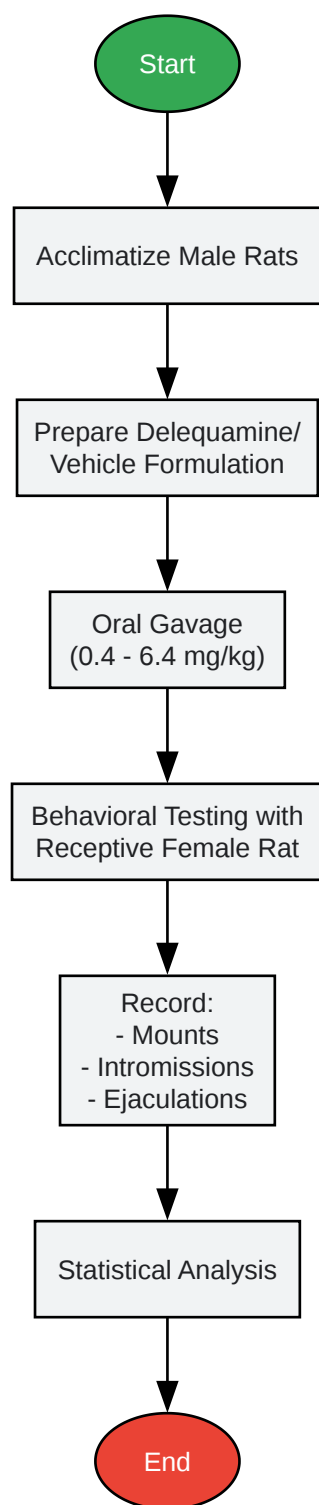 Start
Acclimatize Male Rats
Prepare Delequamine/
Vehicle Formulation
Oral Gavage
(0.4 - 6.4 mg/kg)
Behavioral Testing with
Receptive Female Rat
Record:
- Mounts
- Intromissions
- Ejaculations
Statistical Analysis
End